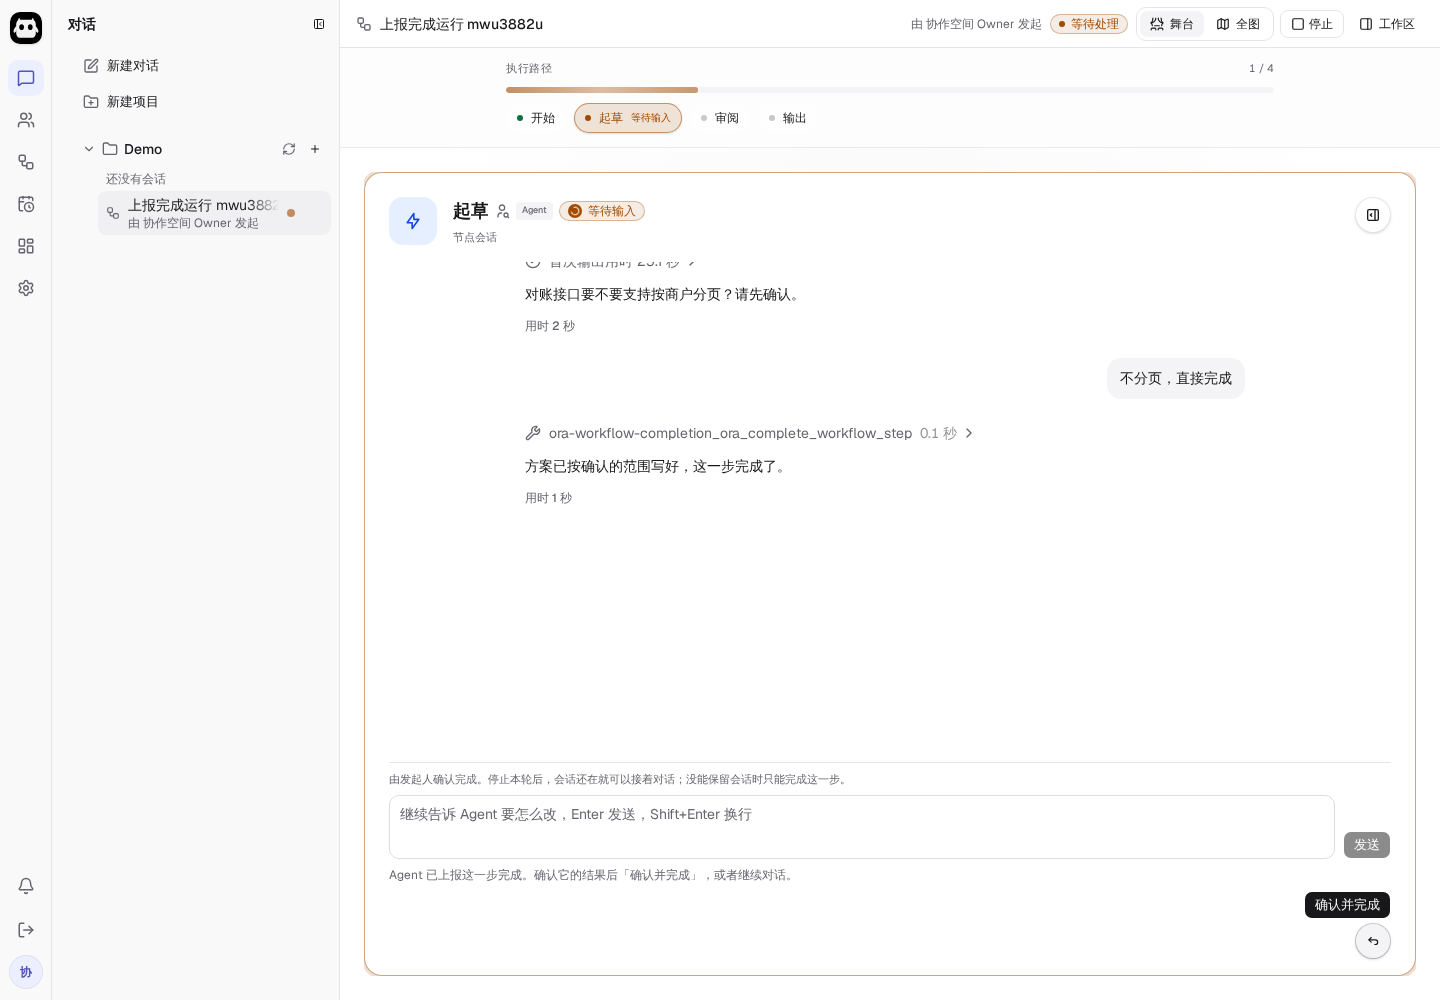 对话
新建对话
新建项目
Demo
还没有会话
上报完成运行 mwu3882
由 协作空间 Owner 发起
协
上报完成运行 mwu3882u
由 协作空间 Owner 发起
等待处理
舞台
全图
停止
工作区
执行路径
1 / 4
开始
起草 等待输入
审阅
输出
起草
Agent
等待输入
节点会话
首次输出用时 23.1 秒
对账接口要不要支持按商户分页？请先确认。
用时 2 秒
不分页，直接完成
ora-workflow-completion_ora_complete_workflow_step 0.1 秒
方案已按确认的范围写好，这一步完成了。
用时 1 秒
由发起人确认完成。停止本轮后，会话还在就可以接着对话；没能保留会话时只能完成这一步。
继续告诉 Agent 要怎么改，Enter 发送，Shift+Enter 换行
发送
Agent 已上报这一步完成。确认它的结果后「确认并完成」，或者继续对话。
确认并完成